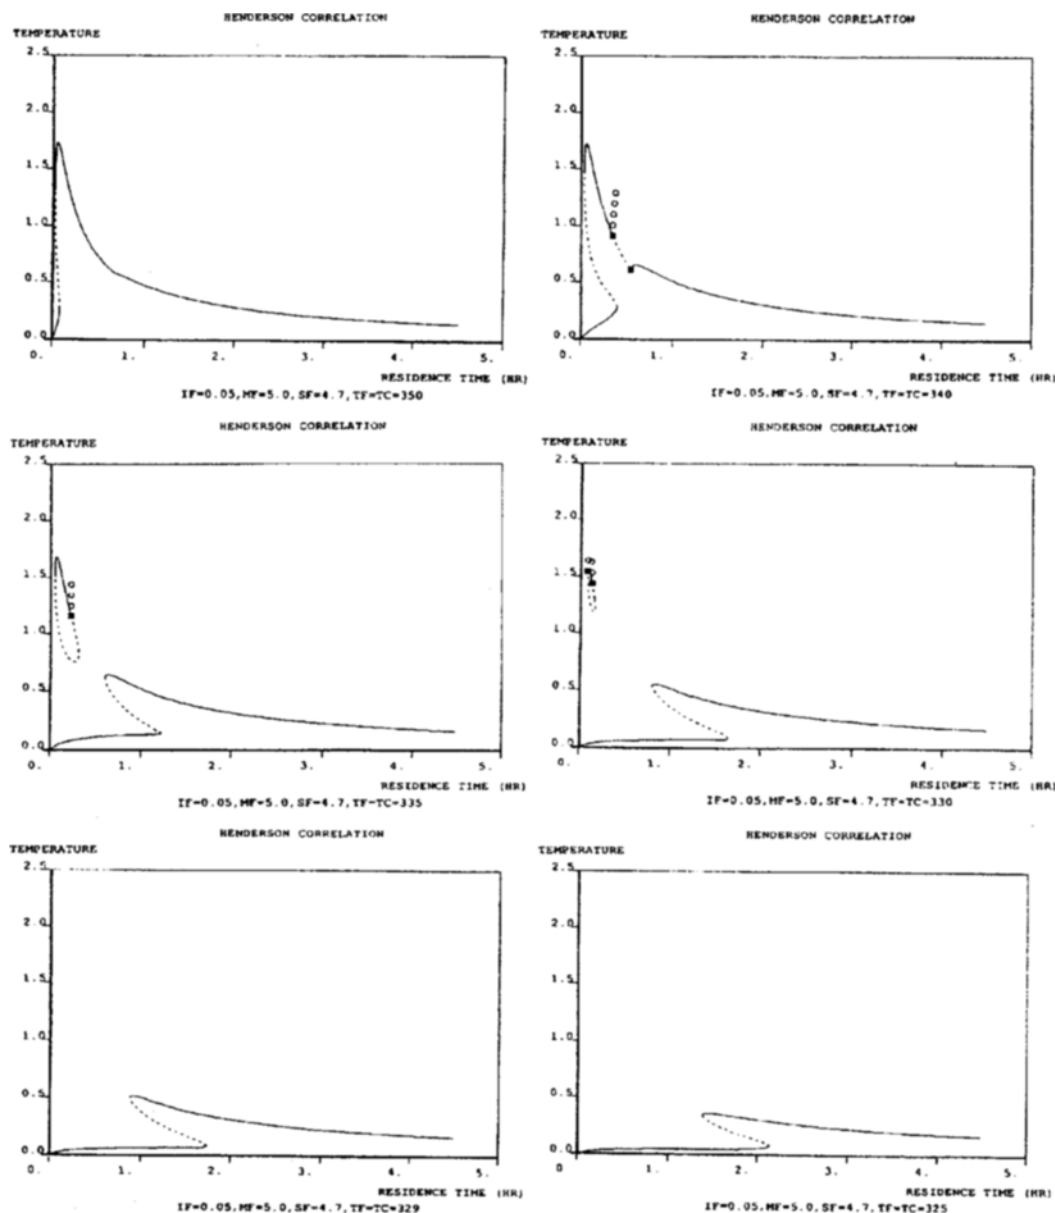 HENDERSON CORRELATION
TEMPERATURE
2.5
2.0
1.5
1.0
0.5
0.0
0. 1. 2. 3. 4. 5.
RESIDENCE TIME (HR)
IF=0.05,MF=5.0,SF=4.7,TF=TC=350
HENDERSON CORRELATION
TEMPERATURE
2.5
2.0
1.5
1.0
0.5
0.0
0. 1. 2. 3. 4. 5.
RESIDENCE TIME (HR)
IF=0.05,MF=5.0,SF=4.7,TF=TC=340
HENDERSON CORRELATION
TEMPERATURE
2.5
2.0
1.5
1.0
0.5
0.0
0. 1. 2. 3. 4. 5.
RESIDENCE TIME (HR)
IF=0.05,MF=5.0,SF=4.7,TF=TC=335
HENDERSON CORRELATION
TEMPERATURE
2.5
2.0
1.5
1.0
0.5
0.0
0. 1. 2. 3. 4. 5.
RESIDENCE TIME (HR)
IF=0.05,MF=5.0,SF=4.7,TF=TC=330
HENDERSON CORRELATION
TEMPERATURE
2.5
2.0
1.5
1.0
0.5
0.0
0. 1. 2. 3. 4. 5.
RESIDENCE TIME (HR)
IF=0.05,MF=5.0,SF=4.7,TF=TC=329
HENDERSON CORRELATION
TEMPERATURE
2.5
2.0
1.5
1.0
0.5
0.0
0. 1. 2. 3. 4. 5.
RESIDENCE TIME (HR)
IF=0.05,MF=5.0,SF=4.7,TF=TC=325